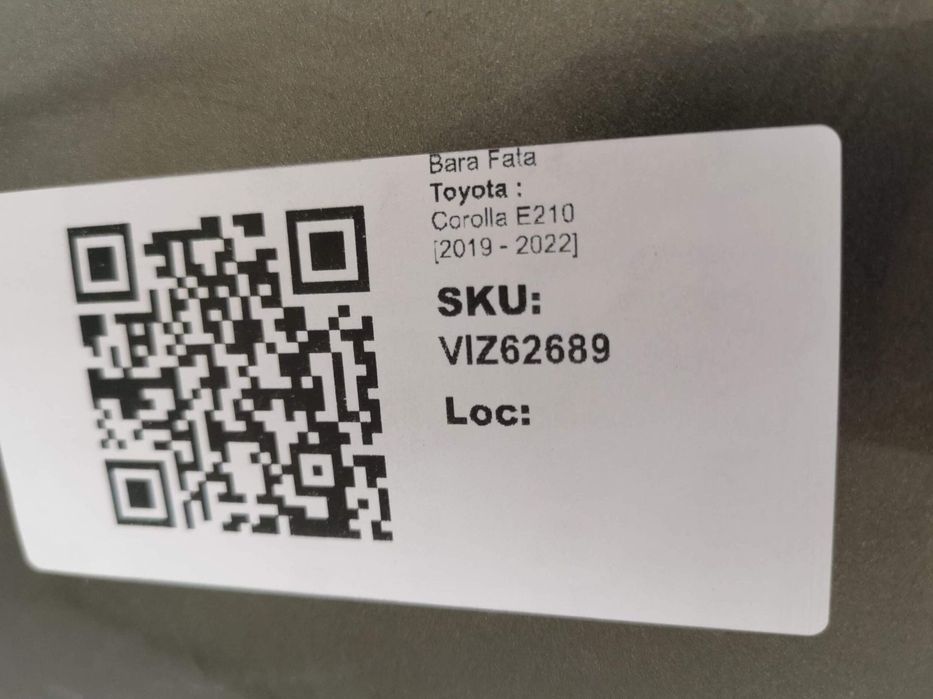 Bara Fata
Toyota :
Corolla E210
[2019 - 2022]
SKU:
VIZ62689
Loc: